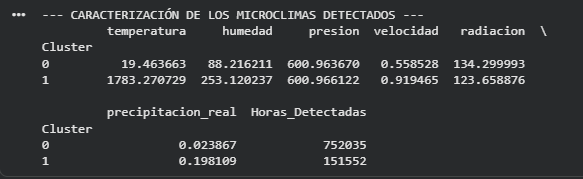 --- CARACTERIZACIÓN DE LOS MICROCLIMAS DETECTADOS ---
temperatura humedad presion velocidad radiacion \
Cluster
0 19.463663 88.216211 600.963670 0.558528 134.299993
1 1783.270729 253.120237 600.966122 0.919465 123.658876
precipitacion_real Horas_Detectadas
Cluster
0 0.023867 752035
1 0.198109 151552